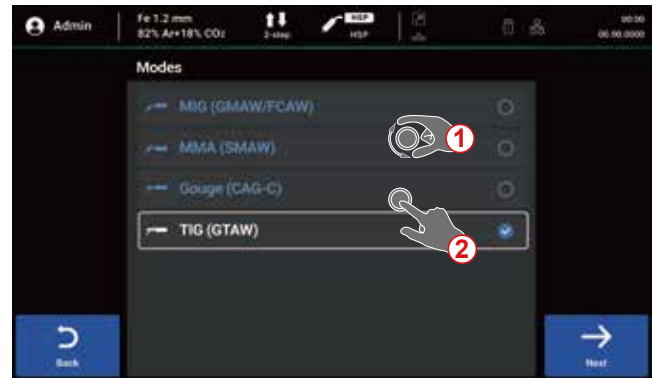 Admin
Fe 1.2 mm
82% Ar+18% CO₂
2-step
HSP
HSP
00:00
00.00.0000
Modes
MIG (GMAW/FCAW)
MMA (SMAW)
Gouge (CAG-C)
TIG (GTAW)
1
2
Back
Next